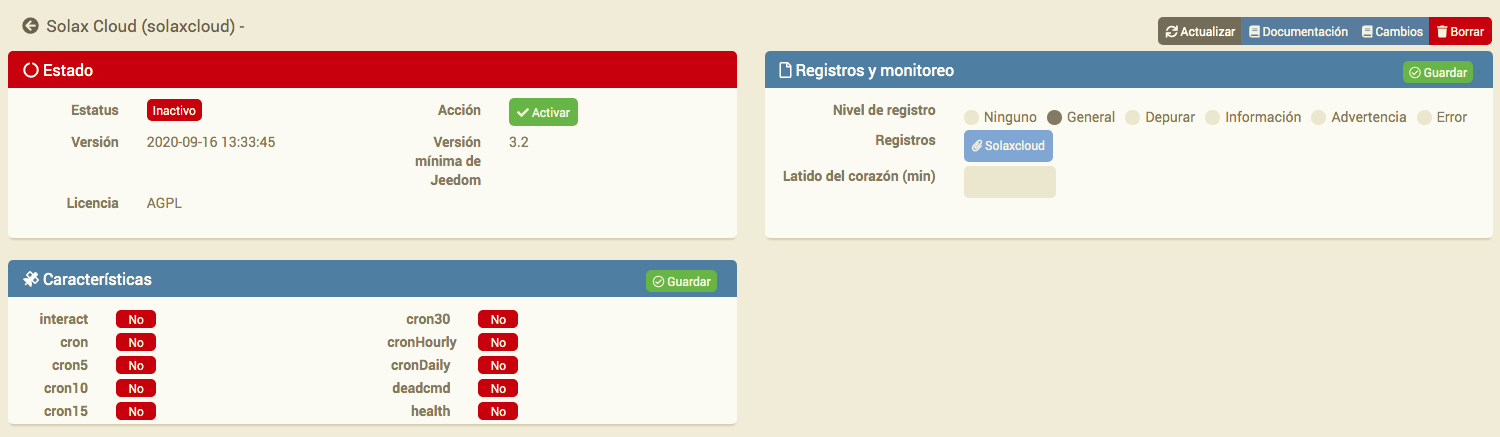 Solax Cloud (solaxcloud) -
Actualizar Documentación Cambios Borrar
Estado
Estatus Inactivo Acción Activar
Versión 2020-09-16 13:33:45 Versión 3.2
mínima de
Jeedom
Licencia AGPL
Registros y monitoreo Guardar
Nivel de registro Ninguno General Depurar Información Advertencia Error
Registros Solaxcloud
Latido del corazón (min)
Características Guardar
interact No cron30 No
cron No cronHourly No
cron5 No cronDaily No
cron10 No deadcmd No
cron15 No health No